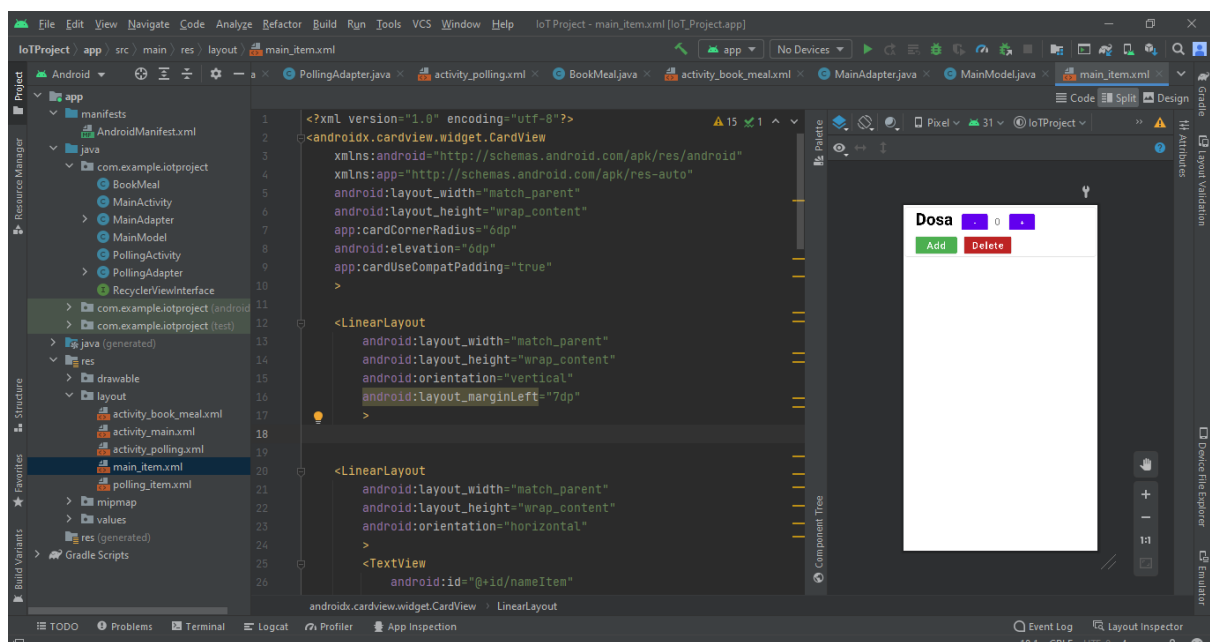 File Edit View Navigate Code Analyze Refactor Build Run Tools VCS Window Help IoT Project - main_item.xml [IoT_Project.app]
IoTProject app src main res layout main_item.xml app No Devices
Project Android a PollingAdapter.java activity_polling.xml BookMeal.java activity_book_meal.xml MainAdapter.java MainModel.java main_item.xml Gradle
Code Split Design
app
manifests
AndroidManifest.xml
java
com.example.iotproject
BookMeal
MainActivity
MainAdapter
MainModel
PollingActivity
PollingAdapter
RecyclerViewInterface
com.example.iotproject (android
com.example.iotproject (test)
java (generated)
res
drawable
layout
activity_book_meal.xml
activity_main.xml
activity_polling.xml
main_item.xml
polling_item.xml
mipmap
values
res (generated)
Gradle Scripts
Resource Manager
Structure
Favorites
Build Variants
1 <?xml version="1.0" encoding="utf-8"?>
2 <androidx.cardview.widget.CardView
3 xmlns:android="http://schemas.android.com/apk/res/android"
4 xmlns:app="http://schemas.android.com/apk/res-auto"
5 android:layout_width="match_parent"
6 android:layout_height="wrap_content"
7 app:cardCornerRadius="6dp"
8 android:elevation="6dp"
9 app:cardUseCompatPadding="true"
10 >
11
12 <LinearLayout
13 android:layout_width="match_parent"
14 android:layout_height="wrap_content"
15 android:orientation="vertical"
16 android:layout_marginLeft="7dp"
17 >
18
19
20 <LinearLayout
21 android:layout_width="match_parent"
22 android:layout_height="wrap_content"
23 android:orientation="horizontal"
24 >
25 <TextView
26 android:id="@+id/nameItem"
15 1
androidx.cardview.widget.CardView LinearLayout
Palette
Component Tree
Pixel 31 IoTProject
Dosa - 0 +
Add Delete
1:1
Attributes
Layout Validation
Device File Explorer
Emulator
TODO Problems Terminal Logcat Profiler App Inspection Event Log Layout Inspector